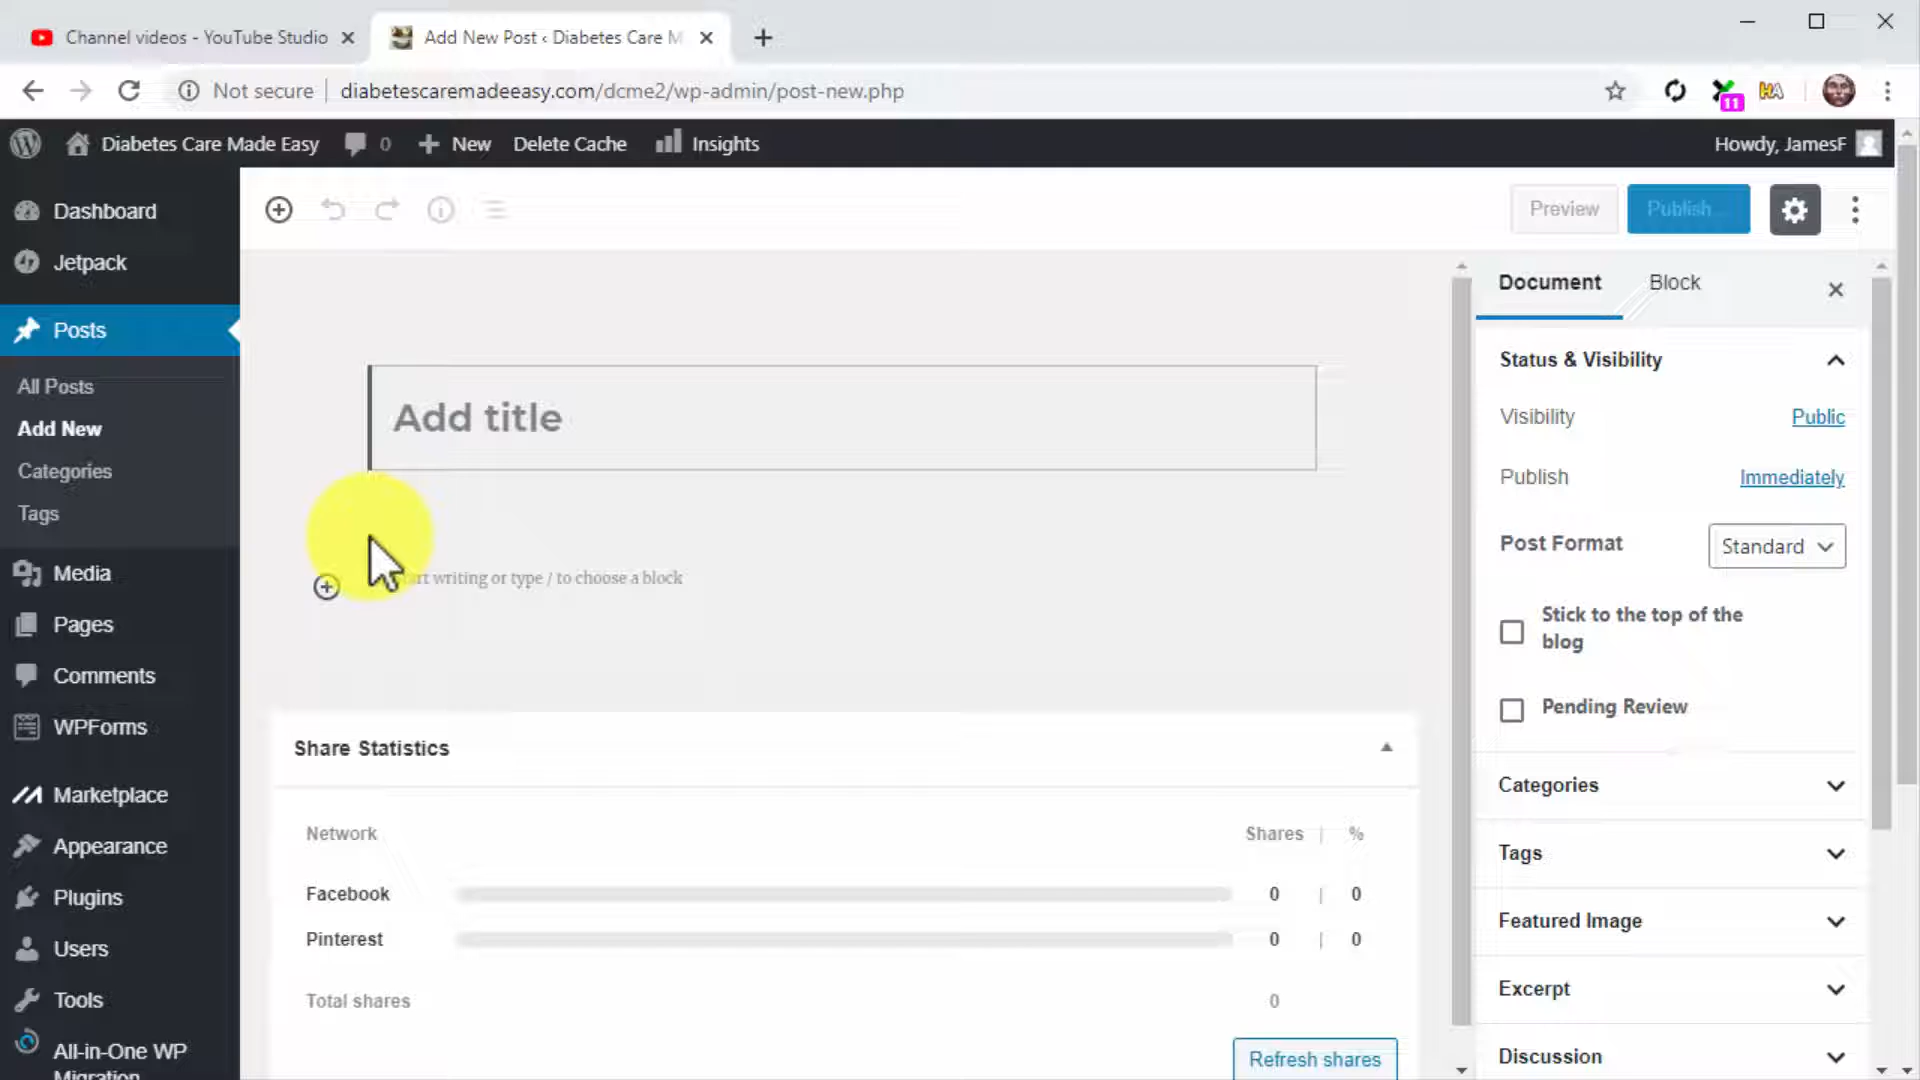 Channel videos - YouTube Studio
Add New Post ‹ Diabetes Care M
Not secure
diabetescaremadeeasy.com/dcme2/wp-admin/post-new.php
11
HA
Diabetes Care Made Easy
0
New
Delete Cache
Insights
Howdy, JamesF
Dashboard
Jetpack
Posts
All Posts
Add New
Categories
Tags
Media
Pages
Comments
WPForms
Marketplace
Appearance
Plugins
Users
Tools
All-in-One WP
Migration
Preview
Publish...
Add title
art writing or type / to choose a block
Share Statistics
Network Shares | %
Facebook 0 | 0
Pinterest 0 | 0
Total shares 0
Refresh shares
Document
Block
Status & Visibility
Visibility Public
Publish Immediately
Post Format Standard
Stick to the top of the
blog
Pending Review
Categories
Tags
Featured Image
Excerpt
Discussion